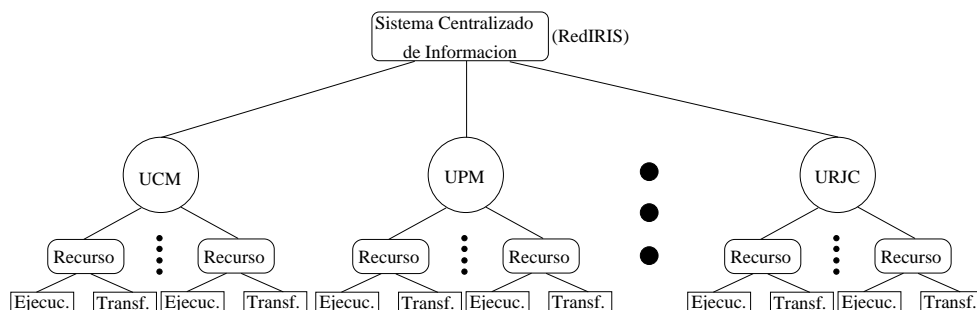 Sistema Centralizado
de Informacion
(RedIRIS)
UCM
UPM
URJC
Recurso
Recurso
Recurso
Recurso
Recurso
Recurso
Ejecuc.
Transf.
Ejecuc.
Transf.
Ejecuc.
Transf.
Ejecuc.
Transf.
Ejecuc.
Transf.
Ejecuc.
Transf.